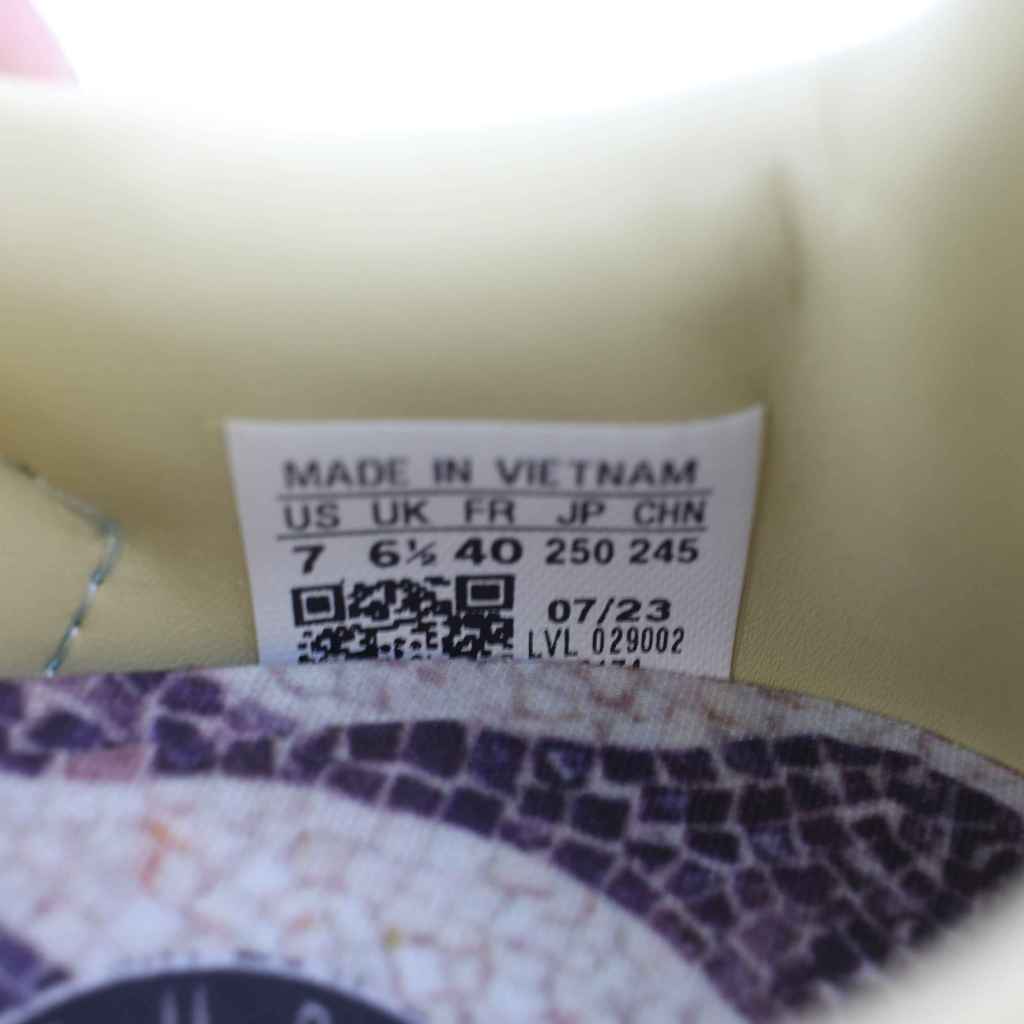 MADE IN VIETNAM
US UK FR JP CHN
7 6½ 40 250 245
07/23
LVL 029002